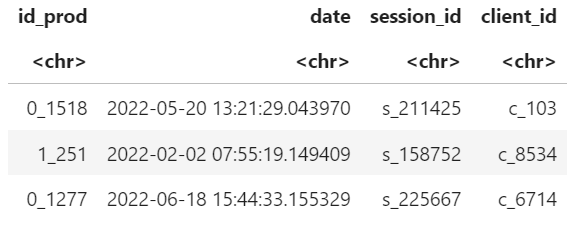 id_prod date session_id client_id
<chr> <chr> <chr> <chr>
0_1518 2022-05-20 13:21:29.043970 s_211425 c_103
1_251 2022-02-02 07:55:19.149409 s_158752 c_8534
0_1277 2022-06-18 15:44:33.155329 s_225667 c_6714